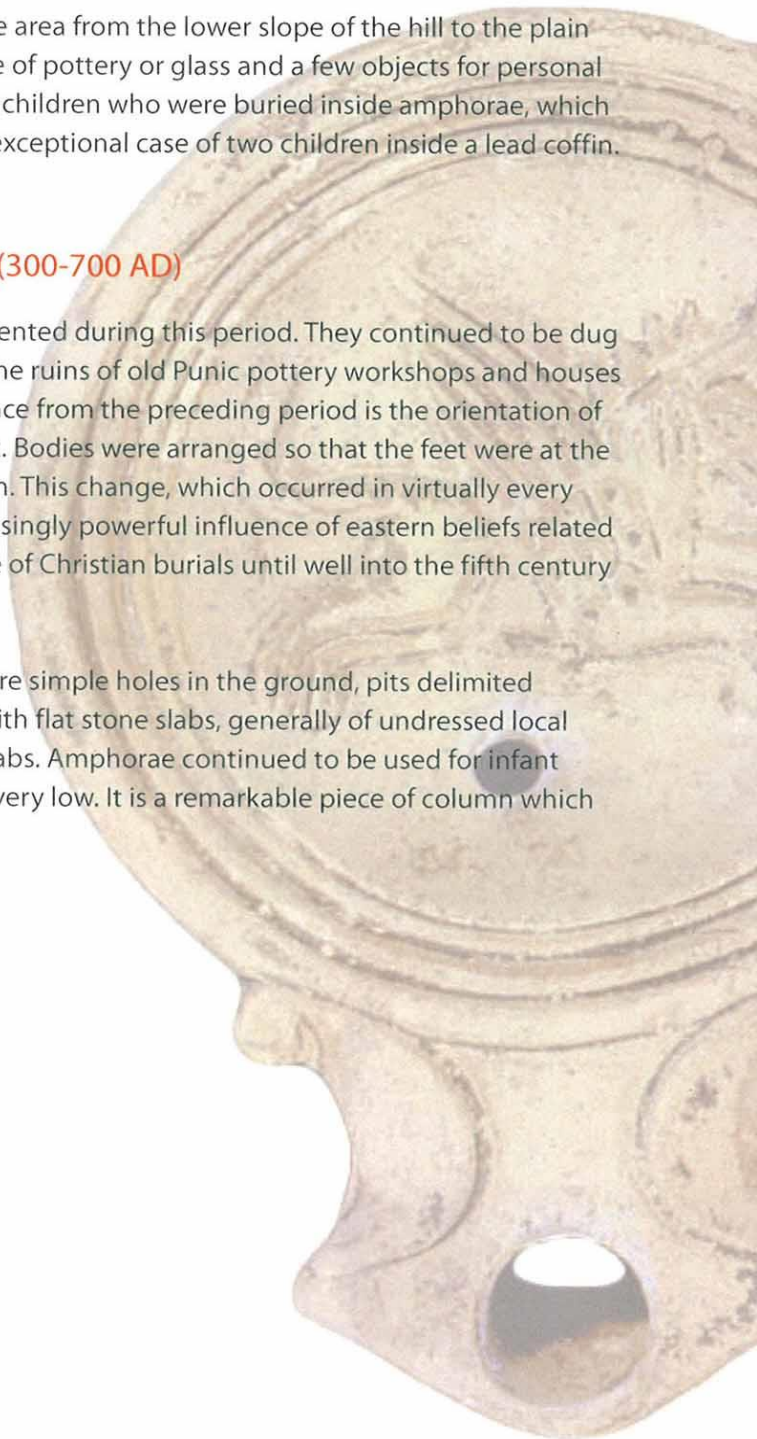 area from the lower slope of the hill to the plain
of pottery or glass and a few objects for personal
children who were buried inside amphorae, which
exceptional case of two children inside a lead coffin.
(300-700 AD)
ented during this period. They continued to be dug
ruins of old Punic pottery workshops and houses
ce from the preceding period is the orientation of
. Bodies were arranged so that the feet were at the
. This change, which occurred in virtually every
singly powerful influence of eastern beliefs related
of Christian burials until well into the fifth century
re simple holes in the ground, pits delimited
ith flat stone slabs, generally of undressed local
abs. Amphorae continued to be used for infant
very low. It is a remarkable piece of column which